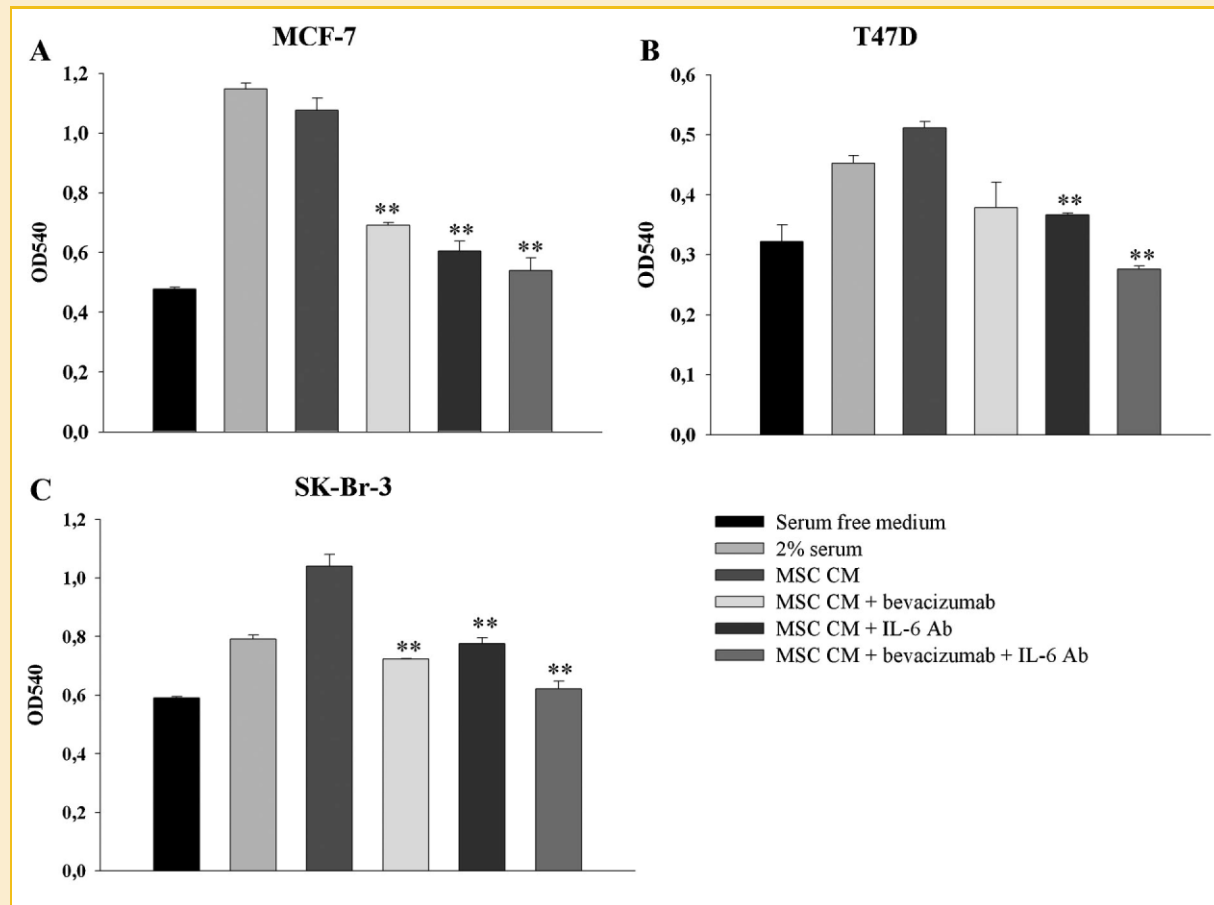 A
MCF-7
1,2
1,0
0,8
0,6
0,4
0,2
0,0
OD540
**
**
**
B
T47D
0,6
0,5
0,4
0,3
0,2
0,1
0,0
OD540
**
**
C
SK-Br-3
1,2
1,0
0,8
0,6
0,4
0,2
0,0
OD540
**
**
**
Serum free medium
2% serum
MSC CM
MSC CM + bevacizumab
MSC CM + IL-6 Ab
MSC CM + bevacizumab + IL-6 Ab